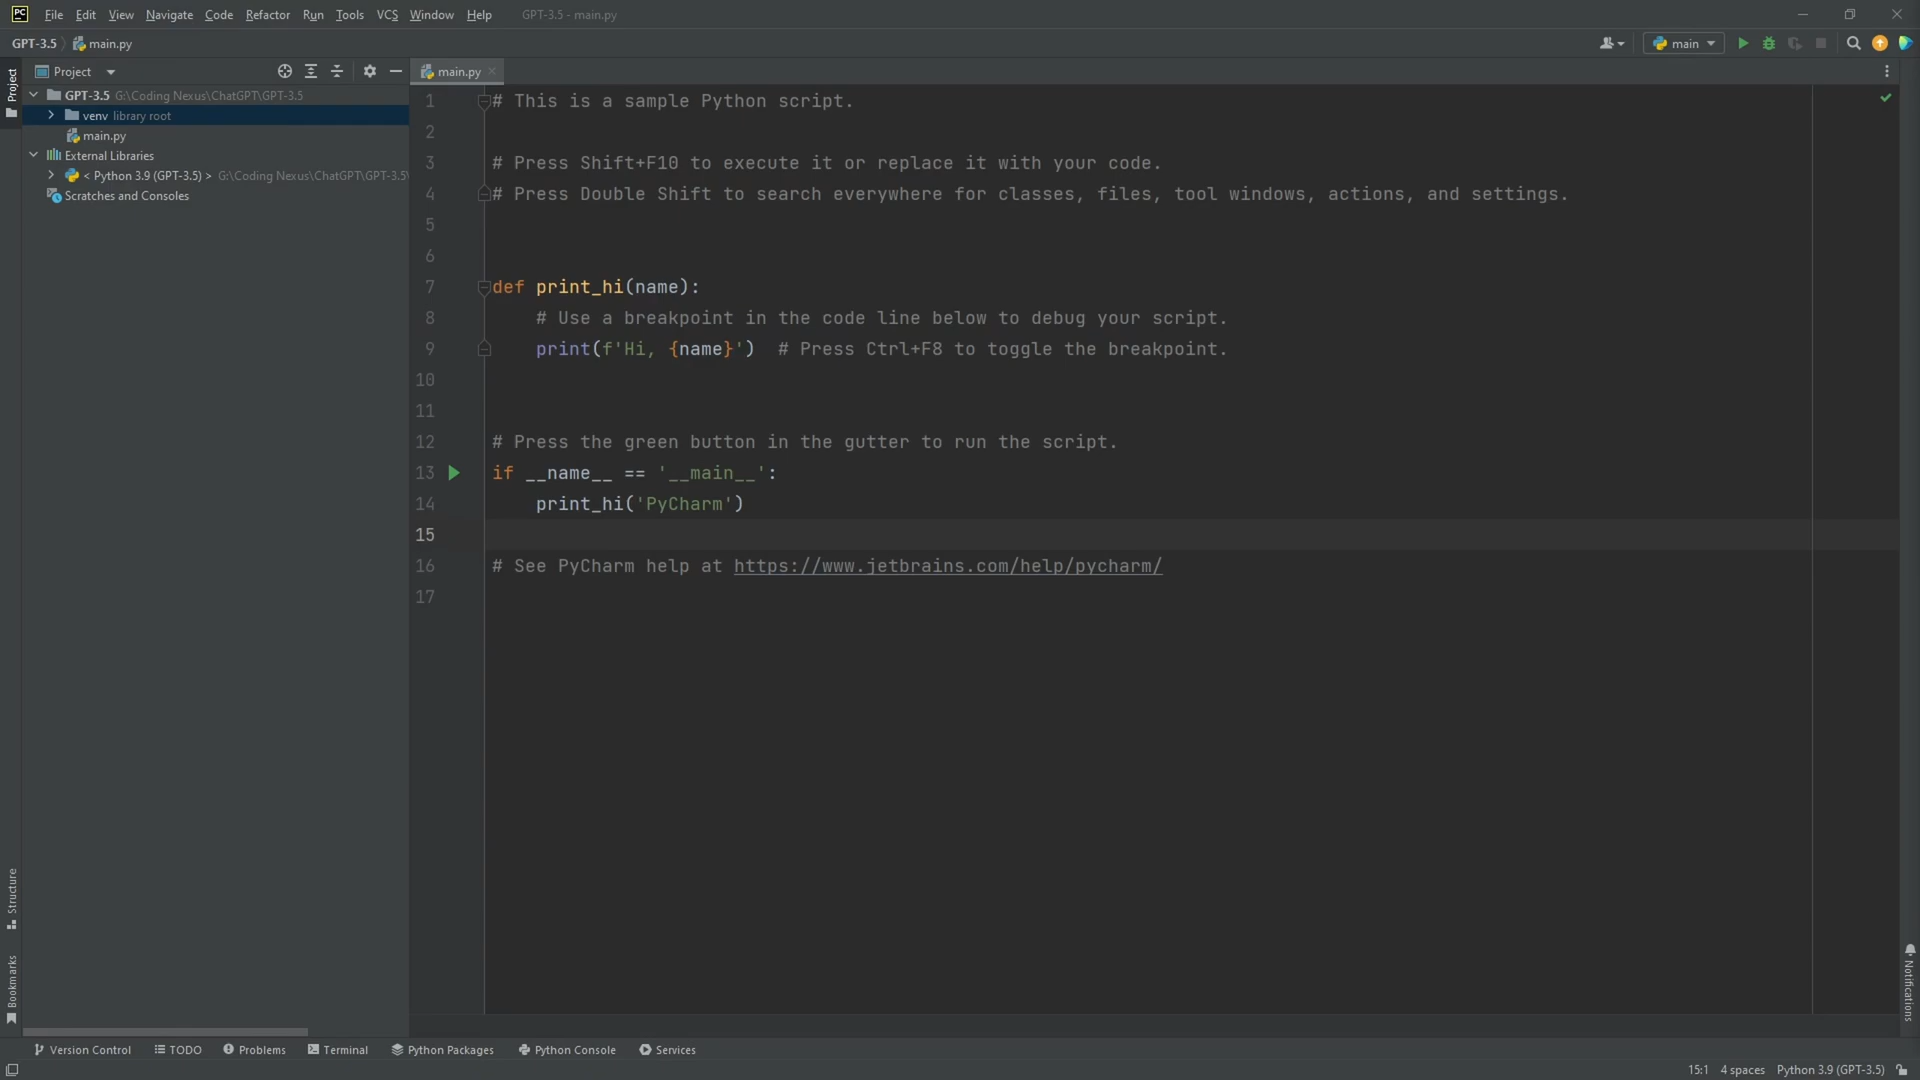 PC File Edit View Navigate Code Refactor Run Tools VCS Window Help GPT-3.5 - main.py
GPT-3.5 main.py main
Project
Project main.py
GPT-3.5 G:\Coding Nexus\ChatGPT\GPT-3.5
venv library root
main.py
External Libraries
< Python 3.9 (GPT-3.5) > G:\Coding Nexus\ChatGPT\GPT-3.5\
Scratches and Consoles
1 # This is a sample Python script.
2
3 # Press Shift+F10 to execute it or replace it with your code.
4 # Press Double Shift to search everywhere for classes, files, tool windows, actions, and settings.
5
6
7 def print_hi(name):
8 # Use a breakpoint in the code line below to debug your script.
9 print(f'Hi, {name}') # Press Ctrl+F8 to toggle the breakpoint.
10
11
12 # Press the green button in the gutter to run the script.
13 if __name__ == '__main__':
14 print_hi('PyCharm')
15
16 # See PyCharm help at https://www.jetbrains.com/help/pycharm/
17
Structure
Bookmarks
Notifications
Version Control TODO Problems Terminal Python Packages Python Console Services
15:1 4 spaces Python 3.9 (GPT-3.5)